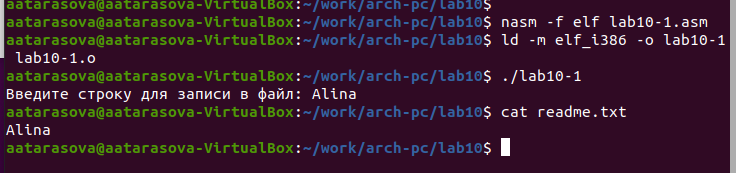 aatarasova@aatarasova-VirtualBox:~/work/arch-pc/lab10$
aatarasova@aatarasova-VirtualBox:~/work/arch-pc/lab10$ nasm -f elf lab10-1.asm
aatarasova@aatarasova-VirtualBox:~/work/arch-pc/lab10$ ld -m elf_i386 -o lab10-1
 lab10-1.o
aatarasova@aatarasova-VirtualBox:~/work/arch-pc/lab10$ ./lab10-1
Введите строку для записи в файл: Alina
aatarasova@aatarasova-VirtualBox:~/work/arch-pc/lab10$ cat readme.txt
Alina
aatarasova@aatarasova-VirtualBox:~/work/arch-pc/lab10$